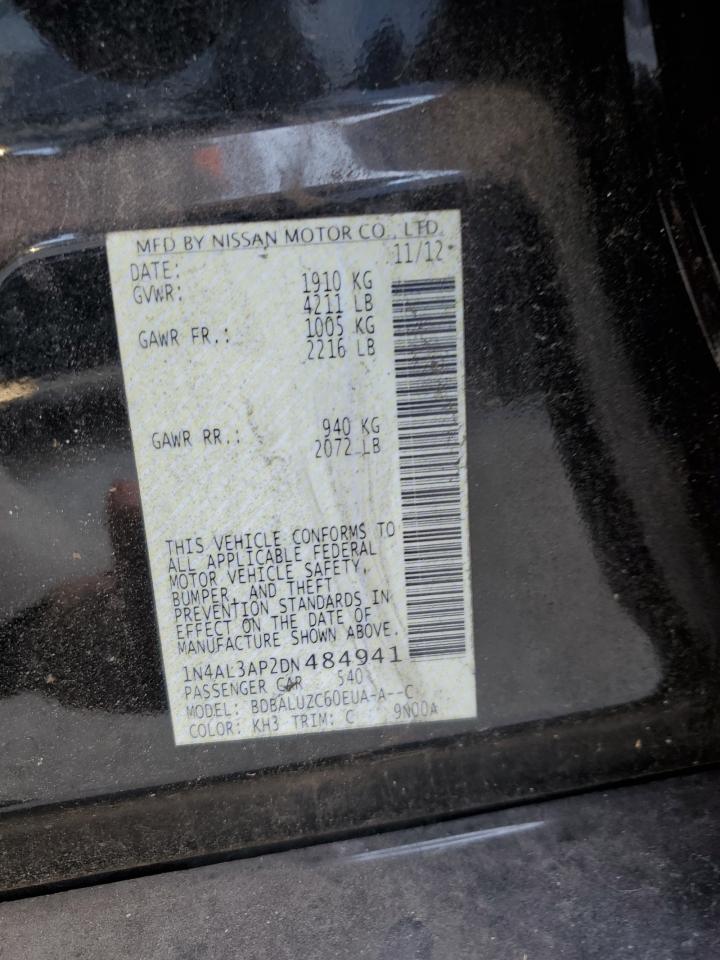 MFD BY NISSAN MOTOR CO., LTD.
DATE: 11/12
GVWR: 1910 KG
4211 LB
GAWR FR.: 1005 KG
2216 LB
GAWR RR.: 940 KG
2072 LB
THIS VEHICLE CONFORMS TO
ALL APPLICABLE FEDERAL
MOTOR VEHICLE SAFETY,
BUMPER, AND THEFT
PREVENTION STANDARDS IN
EFFECT ON THE DATE OF
MANUFACTURE SHOWN ABOVE.
1N4AL3AP2DN484941
PASSENGER CAR 540
MODEL: BDBALUZC60EUA-A--C
COLOR: KH3 TRIM: C 9N00A